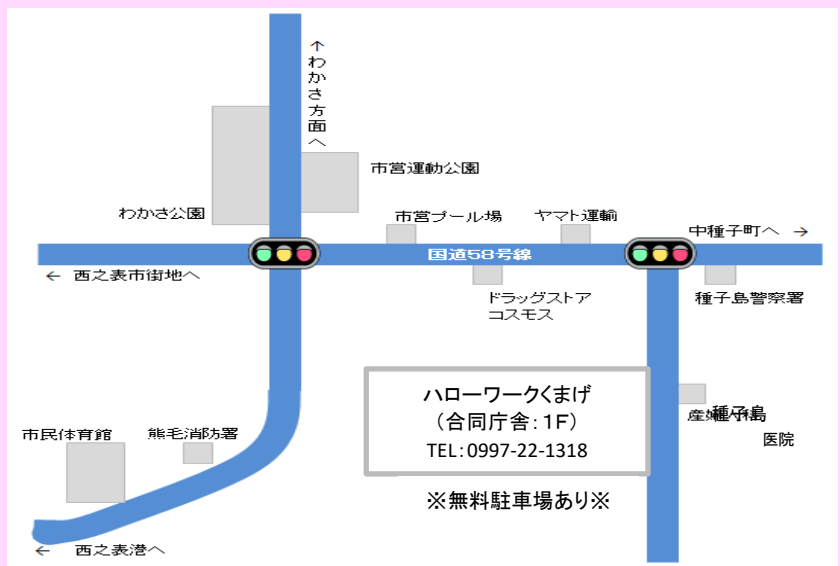 ↑わかさ方面へ
市営運動公園
わかさ公園
市営プール場
ヤマト運輸
中種子町へ →
国道58号線
← 西之表市街地へ
ドラッグストア
コスモス
種子島警察署
ハローワークくまげ
（合同庁舎：１Ｆ）
TEL：0997-22-1318
種子島
医院
市民体育館
熊毛消防署
※無料駐車場あり※
← 西之表港へ